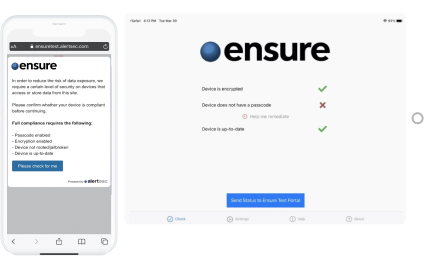 AA ensuretest.alertsec.com
ensure
In order to reduce the risk of data exposure, we
require a certain level of security on devices that
access or store data from this site.
Please confirm whether your device is compliant
before continuing.
Full compliance requires the following:
- Passcode enabled
- Encryption enabled
- Device not rooted/jailbroken
- Device is up-to-date
Please check for me
Powered by alertsec
4:13 PM Tue Mar
ensure
Device is encrypted
Device does not have a passcode
Help me remediate
Device is up-to-date
Send Status to Ensure Test Portal
Check
Settings
Help
About